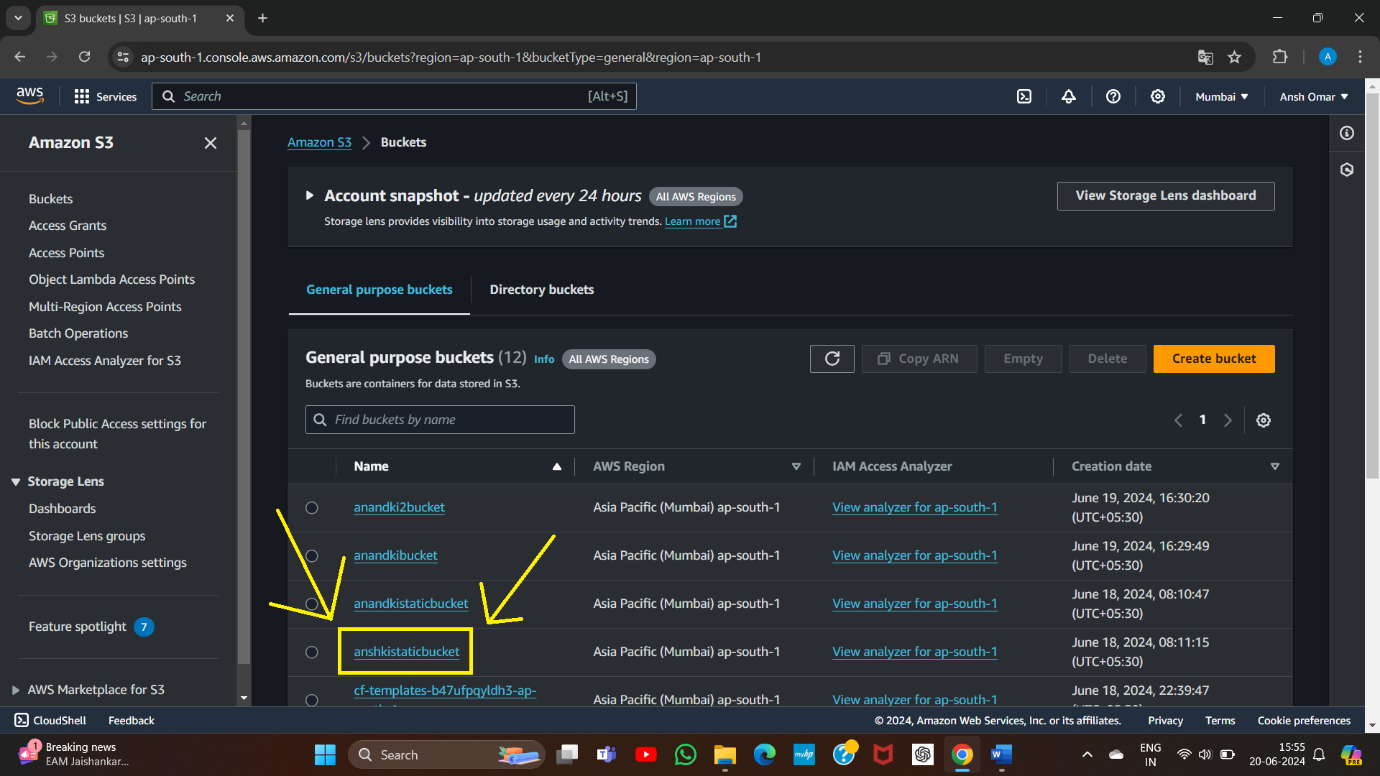 S3 buckets | S3 | ap-south-1
ap-south-1.console.aws.amazon.com/s3/buckets?region=ap-south-1&bucketType=general&region=ap-south-1
A
aws
Services
Search
[Alt+S]
Mumbai
Ansh Omar
Amazon S3
Buckets
Access Grants
Access Points
Object Lambda Access Points
Multi-Region Access Points
Batch Operations
IAM Access Analyzer for S3
Block Public Access settings for
this account
Storage Lens
Dashboards
Storage Lens groups
AWS Organizations settings
Feature spotlight 7
AWS Marketplace for S3
Amazon S3 Buckets
Account snapshot - updated every 24 hours All AWS Regions
Storage lens provides visibility into storage usage and activity trends. Learn more
View Storage Lens dashboard
General purpose buckets
Directory buckets
General purpose buckets (12) Info All AWS Regions
Buckets are containers for data stored in S3.
Copy ARN
Empty
Delete
Create bucket
Find buckets by name
1
Name AWS Region IAM Access Analyzer Creation date
anandki2bucket Asia Pacific (Mumbai) ap-south-1 View analyzer for ap-south-1 June 19, 2024, 16:30:20
(UTC+05:30)
anandkibucket Asia Pacific (Mumbai) ap-south-1 View analyzer for ap-south-1 June 19, 2024, 16:29:49
(UTC+05:30)
anandkistaticbucket Asia Pacific (Mumbai) ap-south-1 View analyzer for ap-south-1 June 18, 2024, 08:10:47
(UTC+05:30)
anshkistaticbucket Asia Pacific (Mumbai) ap-south-1 View analyzer for ap-south-1 June 18, 2024, 08:11:15
(UTC+05:30)
cf-templates-b47ufpqyldh3-ap- Asia Pacific (Mumbai) ap-south-1 View analyzer for ap-south-1 June 18, 2024, 22:39:47
CloudShell
Feedback
© 2024, Amazon Web Services, Inc. or its affiliates.
Privacy
Terms
Cookie preferences
1
Breaking news
EAM Jaishankar...
Search
mvhp
ENG
IN
15:55
20-06-2024
PRE